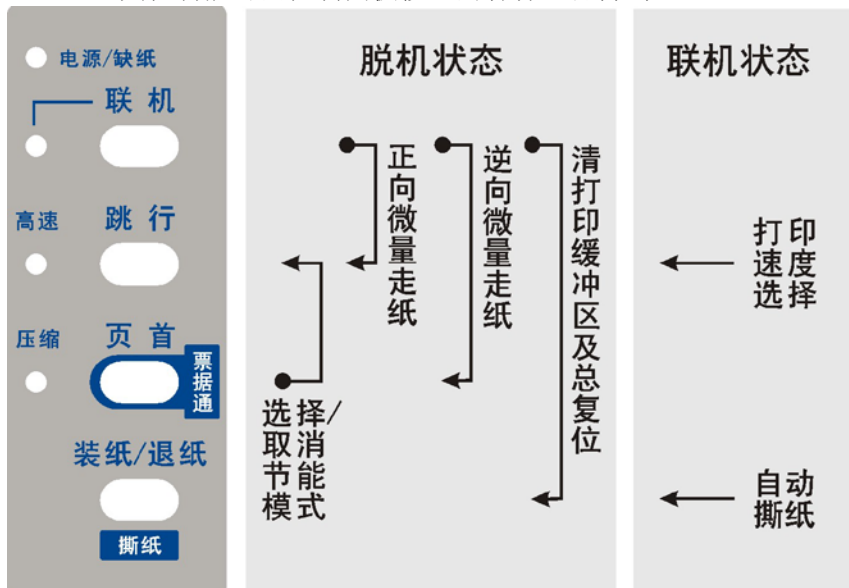 电源/缺纸
联机
高速
跳行
压缩
页首
票据通
装纸/退纸
撕纸
脱机状态
正向微量走纸
逆向微量走纸
清打印缓冲区及总复位
选择/
取消
节能
模式
联机状态
打印
速度
选择
自动
撕纸